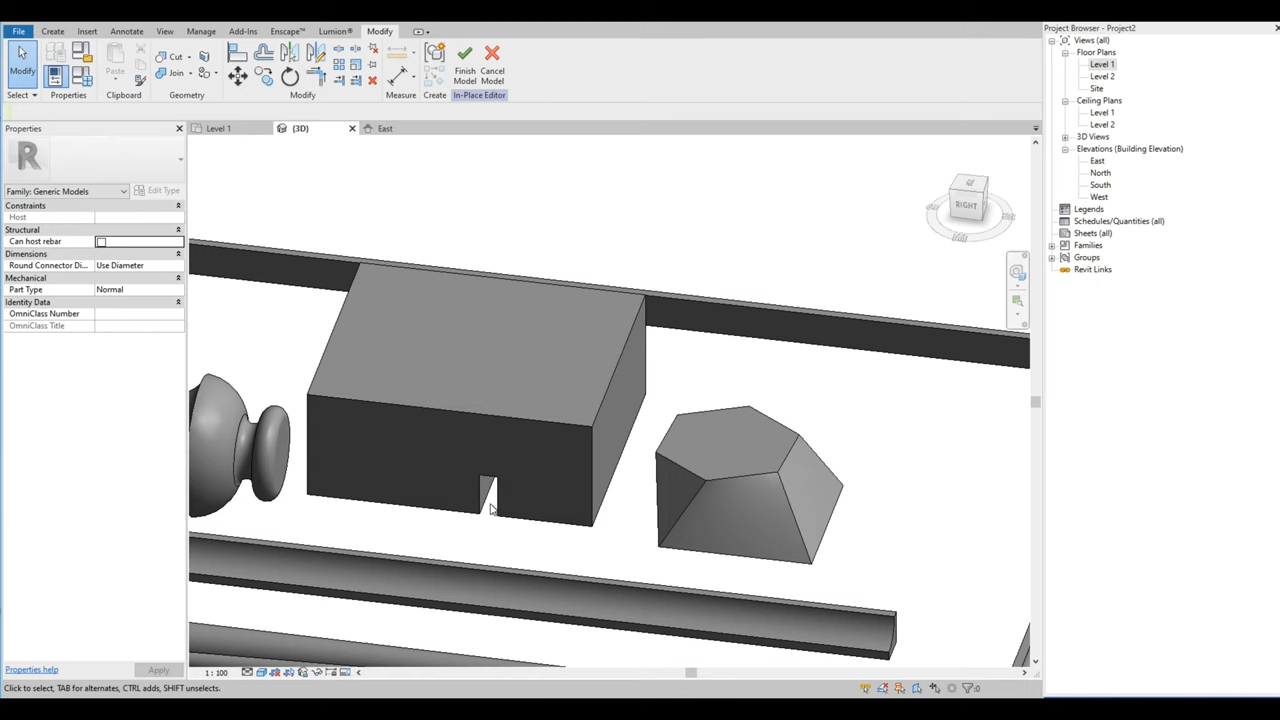 Project Browser - Project2
File Create Insert Annotate View Manage Add-Ins Enscape™ Lumion® Modify
Modify
Paste
Cut
Join
Finish Model
Cancel Model
Select Properties Clipboard Geometry Modify Measure Create In-Place Editor
Properties
Level 1
(3D)
East
R
Family: Generic Models
Edit Type
Constraints
Host
Structural
Can host rebar
Dimensions
Round Connector Di... Use Diameter
Mechanical
Part Type Normal
Identity Data
OmniClass Number
OmniClass Title
RIGHT
Properties help
Apply
1 : 100
Click to select, TAB for alternates, CTRL adds, SHIFT unselects.
:0
Views (all)
Floor Plans
Level 1
Level 2
Site
Ceiling Plans
Level 1
Level 2
3D Views
Elevations (Building Elevation)
East
North
South
West
Legends
Schedules/Quantities (all)
Sheets (all)
Families
Groups
Revit Links